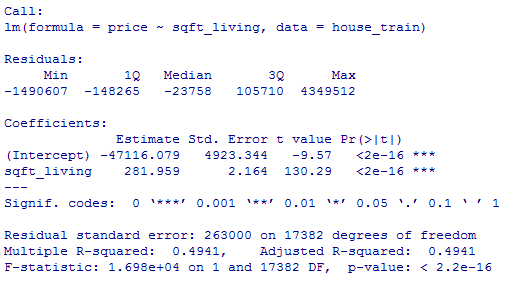 Call:
lm(formula = price ~ sqft_living, data = house_train)
Residuals:
Min 1Q Median 3Q Max
-1490607 -148265 -23758 105710 4349512
Coefficients:
Estimate Std. Error t value Pr(>|t|)
(Intercept) -47116.079 4923.344 -9.57 <2e-16 ***
sqft_living 281.959 2.164 130.29 <2e-16 ***
---
Signif. codes: 0 ‘***’ 0.001 ‘**’ 0.01 ‘*’ 0.05 ‘.’ 0.1 ‘ ’ 1
Residual standard error: 263000 on 17382 degrees of freedom
Multiple R-squared: 0.4941, Adjusted R-squared: 0.4941
F-statistic: 1.698e+04 on 1 and 17382 DF, p-value: < 2.2e-16